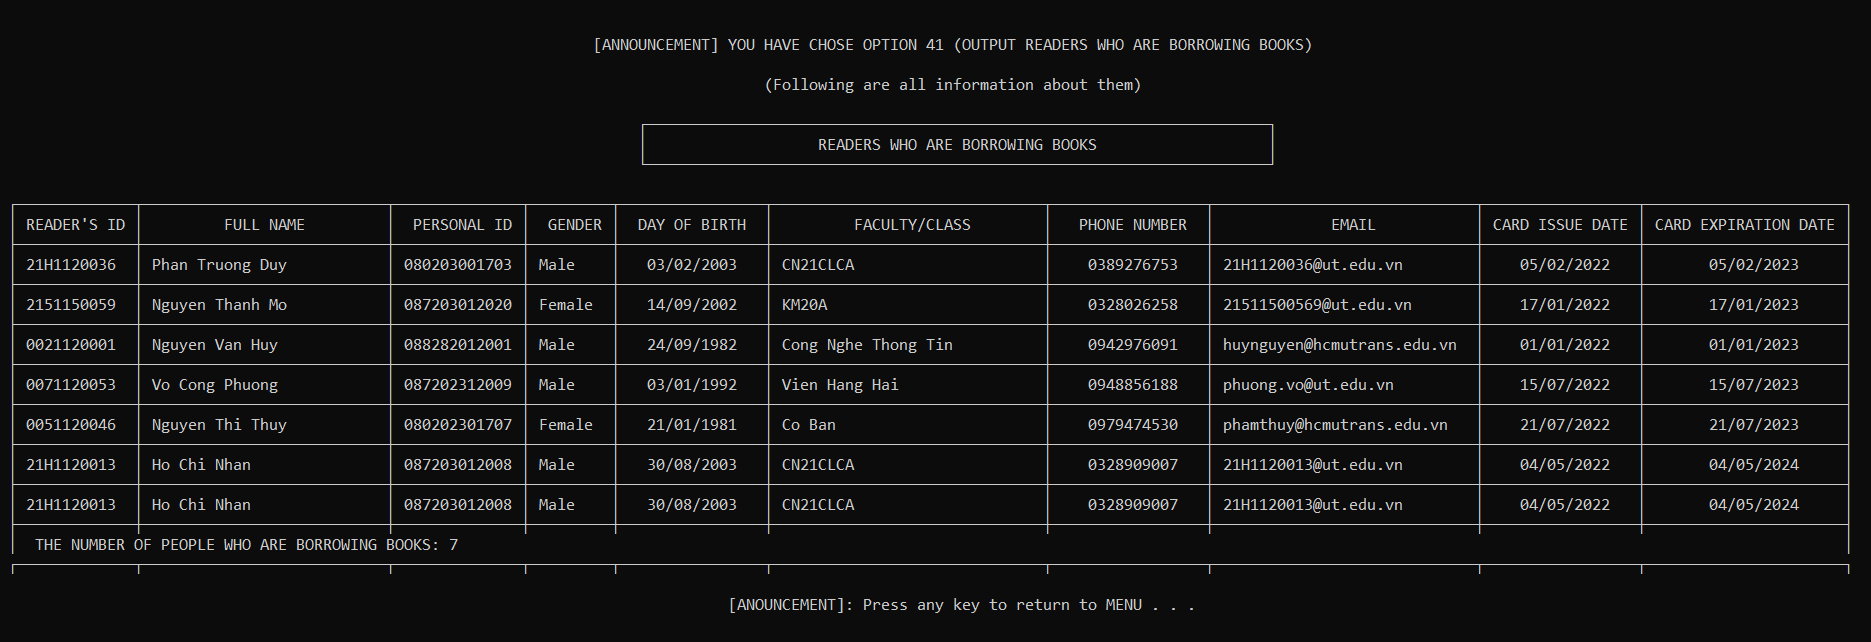 [ANNOUNCEMENT] YOU HAVE CHOSE OPTION 41 (OUTPUT READERS WHO ARE BORROWING BOOKS)
(Following are all information about them)
READERS WHO ARE BORROWING BOOKS
READER'S ID FULL NAME PERSONAL ID GENDER DAY OF BIRTH FACULTY/CLASS PHONE NUMBER EMAIL CARD ISSUE DATE CARD EXPIRATION DATE
21H1120036 Phan Truong Duy 080203001703 Male 03/02/2003 CN21CLCA 0389276753 21H1120036@ut.edu.vn 05/02/2022 05/02/2023
2151150059 Nguyen Thanh Mo 087203012020 Female 14/09/2002 KM20A 0328026258 21511500569@ut.edu.vn 17/01/2022 17/01/2023
0021120001 Nguyen Van Huy 088282012001 Male 24/09/1982 Cong Nghe Thong Tin 0942976091 huynguyen@hcmutrans.edu.vn 01/01/2022 01/01/2023
0071120053 Vo Cong Phuong 087202312009 Male 03/01/1992 Vien Hang Hai 0948856188 phuong.vo@ut.edu.vn 15/07/2022 15/07/2023
0051120046 Nguyen Thi Thuy 080202301707 Female 21/01/1981 Co Ban 0979474530 phamthuy@hcmutrans.edu.vn 21/07/2022 21/07/2023
21H1120013 Ho Chi Nhan 087203012008 Male 30/08/2003 CN21CLCA 0328909007 21H1120013@ut.edu.vn 04/05/2022 04/05/2024
21H1120013 Ho Chi Nhan 087203012008 Male 30/08/2003 CN21CLCA 0328909007 21H1120013@ut.edu.vn 04/05/2022 04/05/2024
THE NUMBER OF PEOPLE WHO ARE BORROWING BOOKS: 7
[ANOUNCEMENT]: Press any key to return to MENU . . .